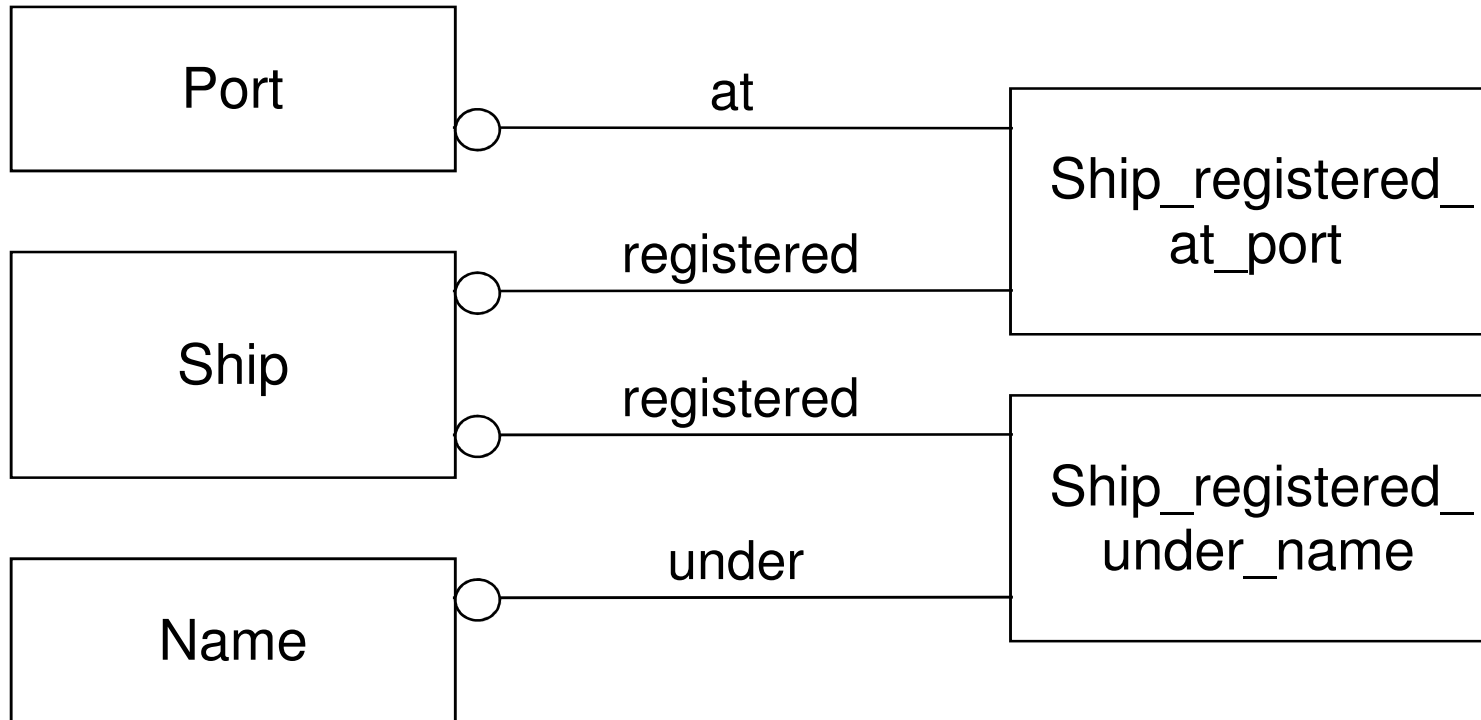 Port
at
Ship_registered_
at_port
registered
Ship
registered
Ship_registered_
under_name
under
Name